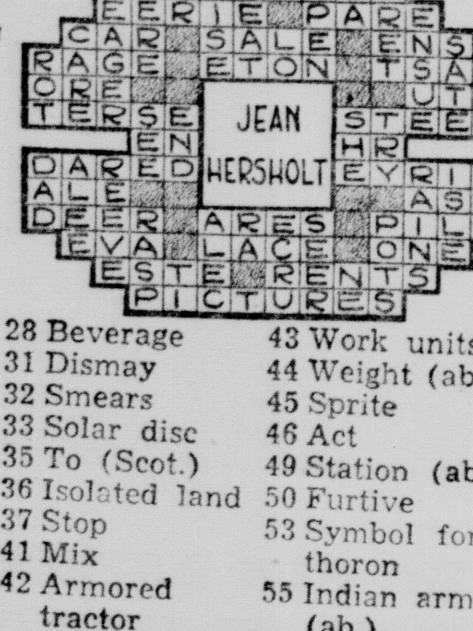 EERIE PARE
CAR SALE ENS
RAGE ETON TSA
ORE UT
TERSE JEAN STEE
EN HR
DARED HERSHOLT EYRI
ALE AS
DEER ARES PIL
EVA LACE ONE
ESTE RENTS
PICTURES
28 Beverage
31 Dismay
32 Smears
33 Solar disc
35 To (Scot.)
36 Isolated land
37 Stop
41 Mix
42 Armored
tractor
43 Work units
44 Weight (ab
45 Sprite
46 Act
49 Station (ab
50 Furtive
53 Symbol for
thoron
55 Indian arm
(ab.)